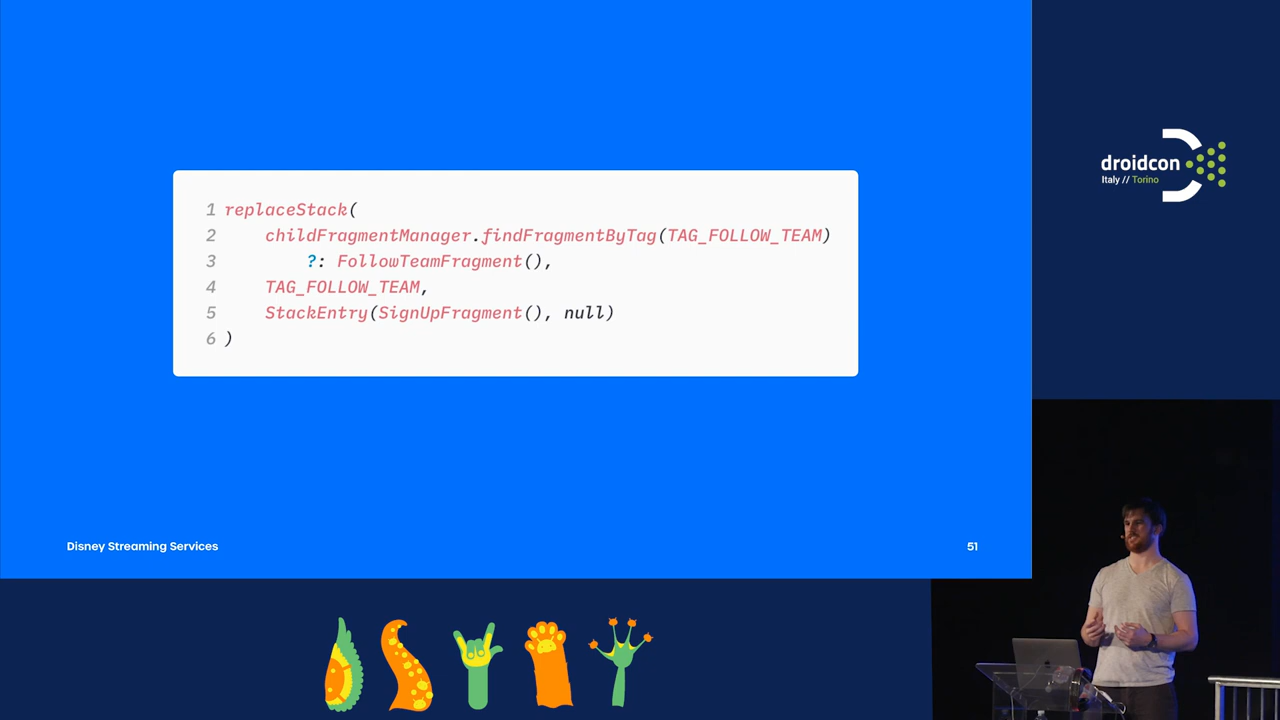 1 replaceStack(
2 childFragmentManager.findFragmentByTag(TAG_FOLLOW_TEAM)
3 ?: FollowTeamFragment(),
4 TAG_FOLLOW_TEAM,
5 StackEntry(SignUpFragment(), null)
6 )
Disney Streaming Services
51
droidcon
Italy // Torino